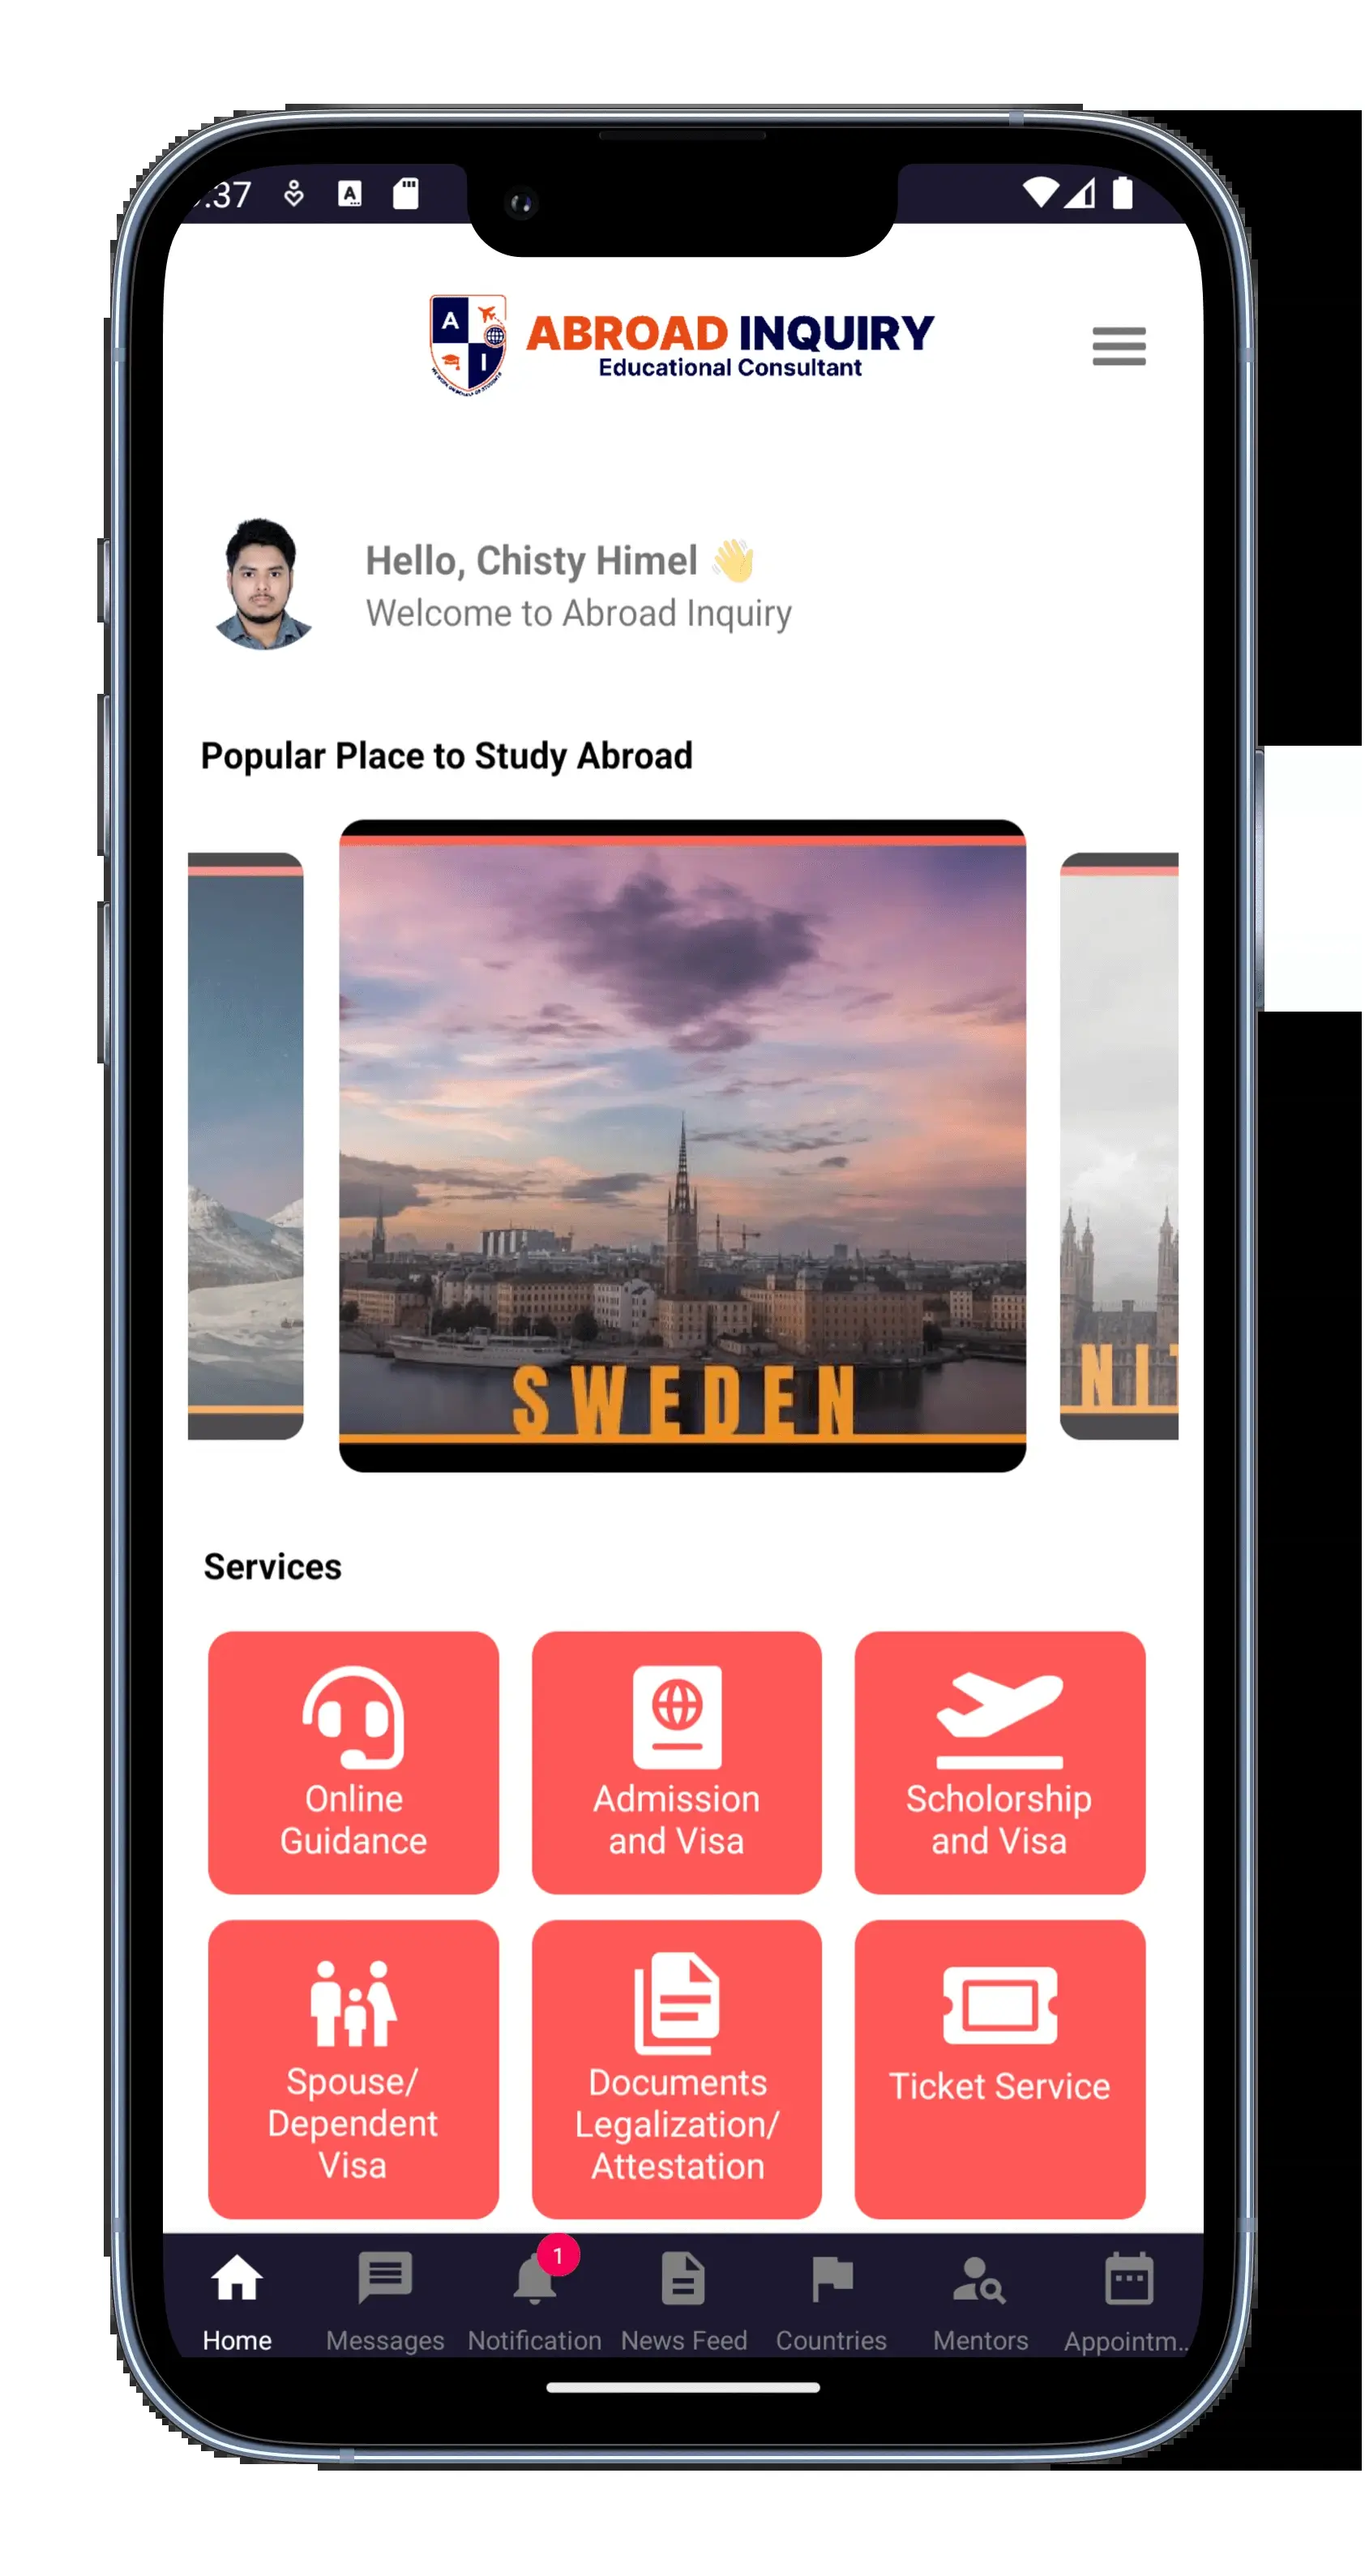 :37
A
A
I
ABROAD INQUIRY
Educational Consultant
Hello, Chisty Himel 👋
Welcome to Abroad Inquiry
Popular Place to Study Abroad
SWEDEN
NI
Services
Online
Guidance
Admission
and Visa
Scholorship
and Visa
Spouse/
Dependent
Visa
Documents
Legalization/
Attestation
Ticket Service
1
Home
Messages
Notification
News Feed
Countries
Mentors
Appointm..